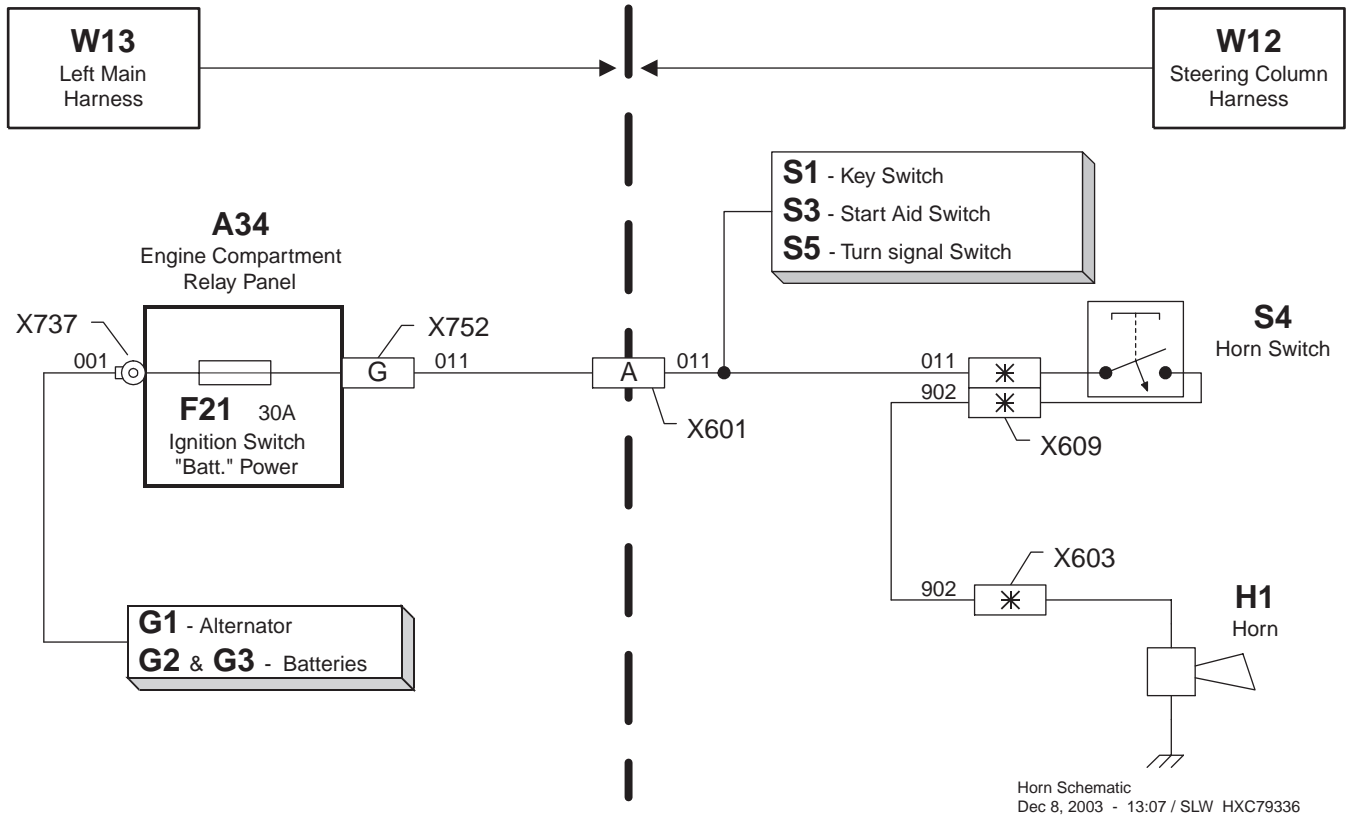 W13
Left Main
Harness
W12
Steering Column
Harness
S1 - Key Switch
S3 - Start Aid Switch
S5 - Turn signal Switch
A34
Engine Compartment
Relay Panel
X737
001
X752
G
011
A
011
X601
F21 30A
Ignition Switch
"Batt." Power
011
902
X609
S4
Horn Switch
G1 - Alternator
G2 & G3 - Batteries
902
X603
H1
Horn
Horn Schematic
Dec 8, 2003 - 13:07 / SLW HXC79336